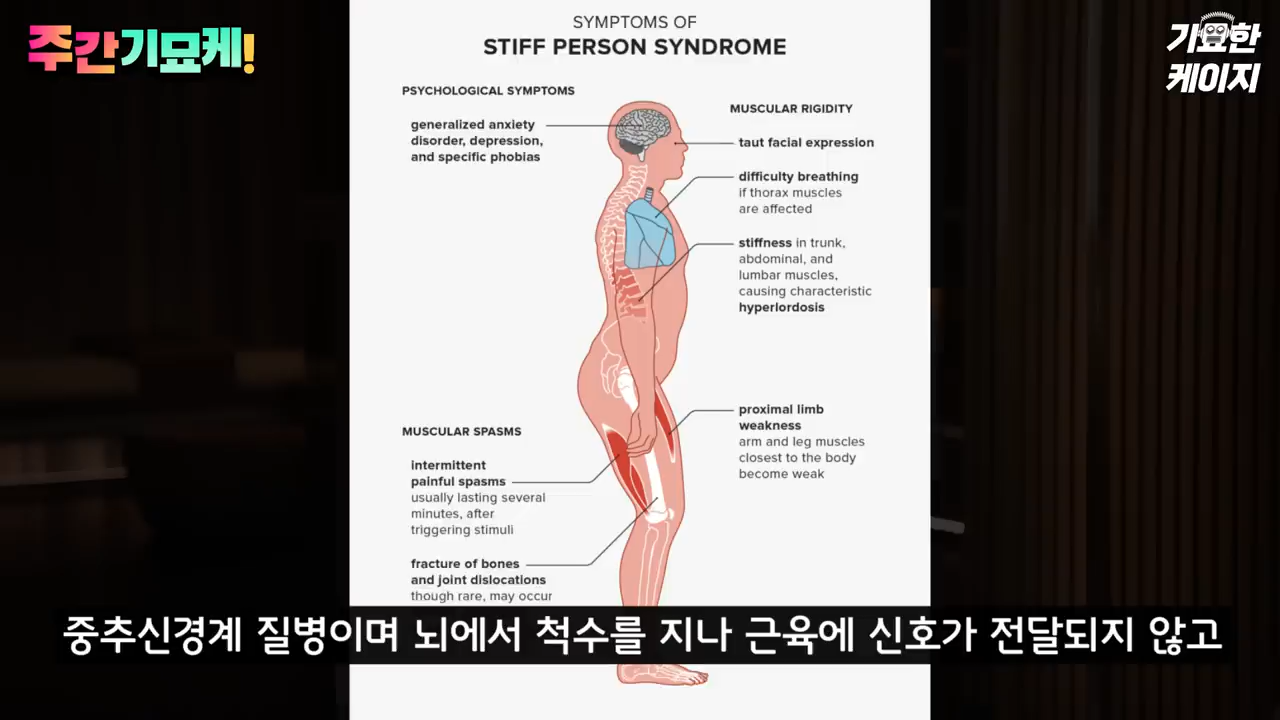 주간기묘케!
기묘한
케이지
SYMPTOMS OF
STIFF PERSON SYNDROME
PSYCHOLOGICAL SYMPTOMS
generalized anxiety
disorder, depression,
and specific phobias
MUSCULAR RIGIDITY
taut facial expression
difficulty breathing
if thorax muscles
are affected
stiffness in trunk,
abdominal, and
lumbar muscles,
causing characteristic
hyperlordosis
proximal limb
weakness
arm and leg muscles
closest to the body
become weak
MUSCULAR SPASMS
intermittent
painful spasms
usually lasting several
minutes, after
triggering stimuli
fracture of bones
and joint dislocations
though rare, may occur
중추신경계 질병이며 뇌에서 척수를 지나 근육에 신호가 전달되지 않고